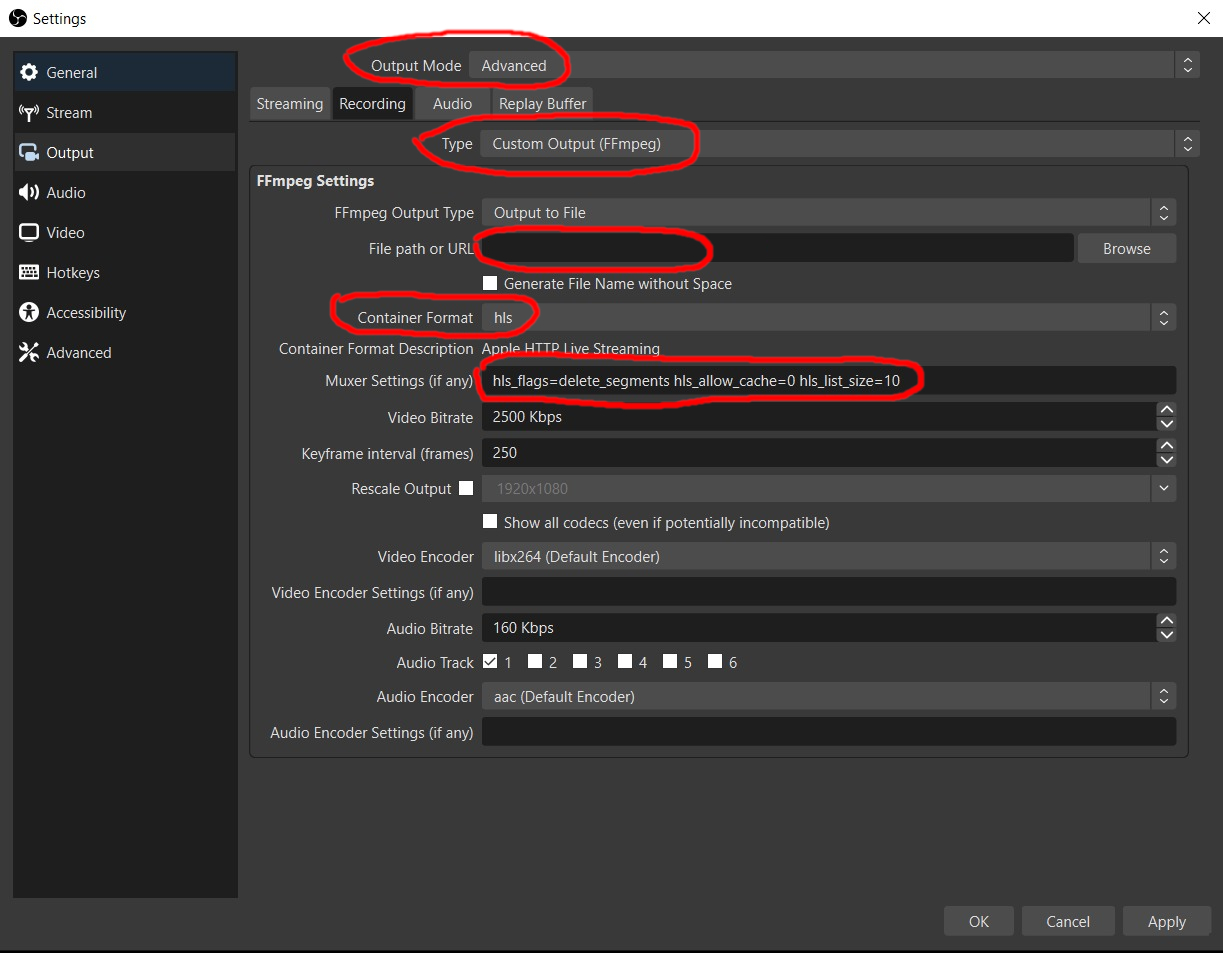 Settings
General
Stream
Output
Audio
Video
Hotkeys
Accessibility
Advanced
Output Mode Advanced
Streaming Recording Audio Replay Buffer
Type Custom Output (FFmpeg)
FFmpeg Settings
FFmpeg Output Type Output to File
File path or URL Browse
Generate File Name without Space
Container Format hls
Container Format Description Apple HTTP Live Streaming
Muxer Settings (if any) hls_flags=delete_segments hls_allow_cache=0 hls_list_size=10
Video Bitrate 2500 Kbps
Keyframe interval (frames) 250
Rescale Output 1920x1080
Show all codecs (even if potentially incompatible)
Video Encoder libx264 (Default Encoder)
Video Encoder Settings (if any)
Audio Bitrate 160 Kbps
Audio Track 1 2 3 4 5 6
Audio Encoder aac (Default Encoder)
Audio Encoder Settings (if any)
OK Cancel Apply